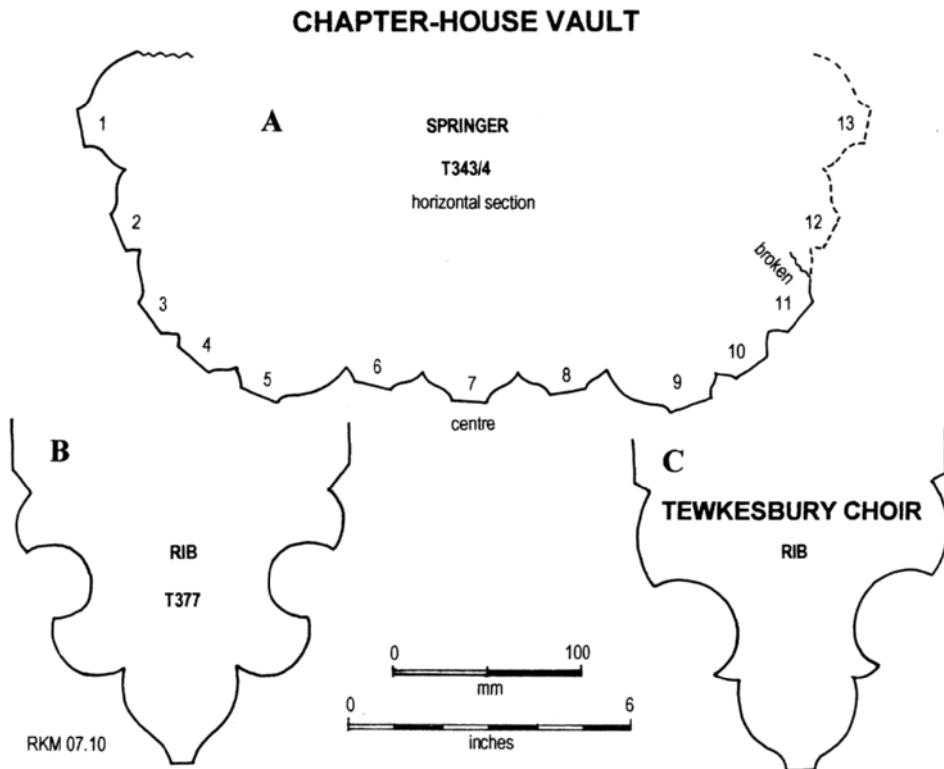 CHAPTER-HOUSE VAULT
A
SPRINGER
T343/4
horizontal section
1
2
3
4
5
6
7
8
9
10
11
12
13
broken
centre
B
RIB
T377
C
TEWKESBURY CHOIR
RIB
0 100
mm
0 6
inches
RKM 07.10